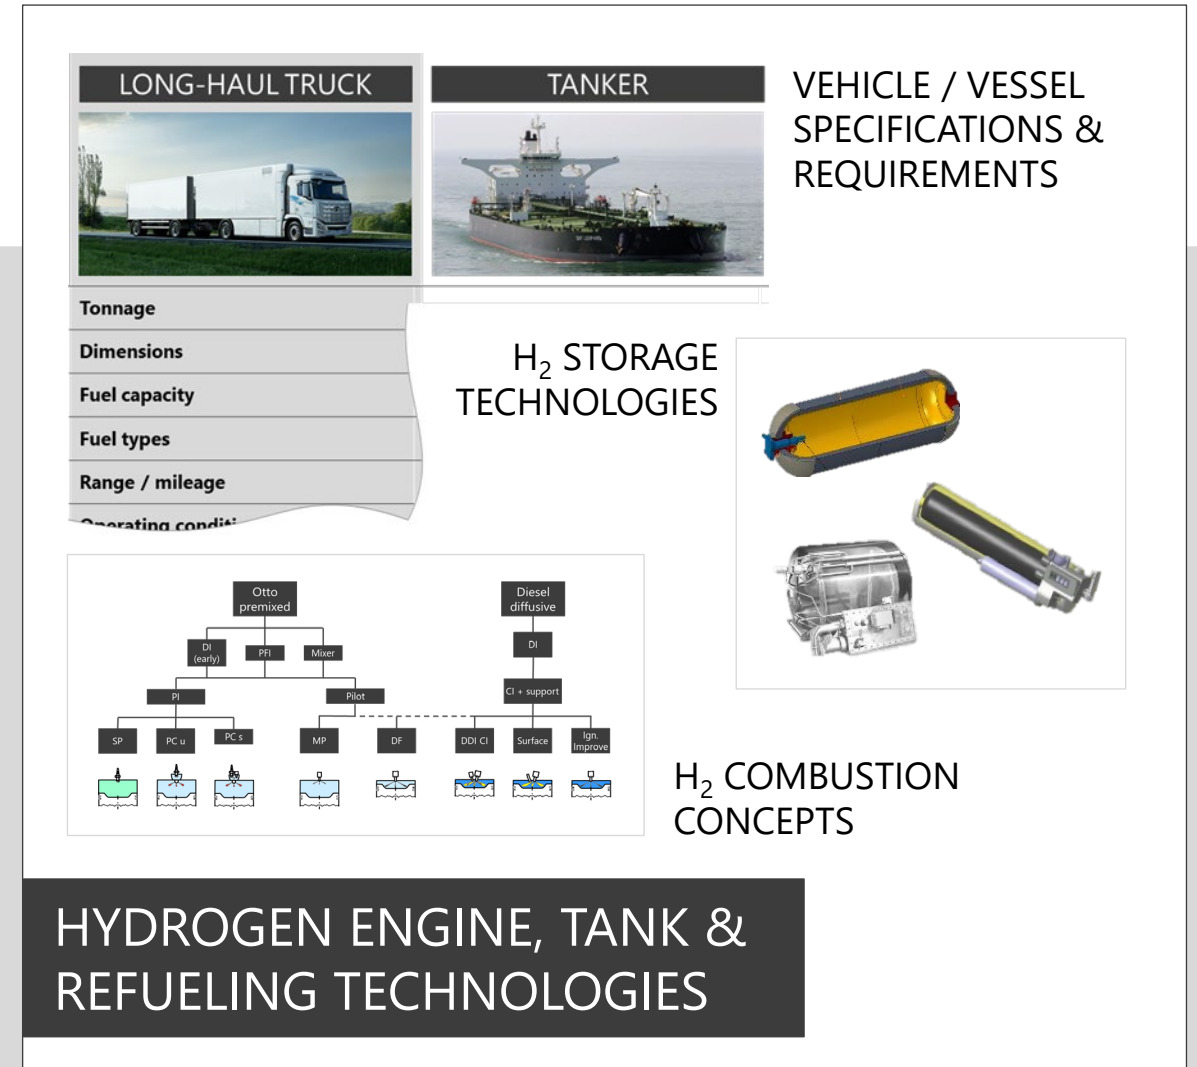 LONG-HAUL TRUCK
TANKER
VEHICLE / VESSEL
SPECIFICATIONS &
REQUIREMENTS
Tonnage
Dimensions
Fuel capacity
Fuel types
Range / mileage
Operating conditi
H₂ STORAGE
TECHNOLOGIES
Otto
premixed
Diesel
diffusive
DI
(early)
PFI
Mixer
DI
PI
Pilot
CI + support
SP
PC u
PC s
MP
DF
DDI CI
Surface
Ign.
Improve
H₂ COMBUSTION
CONCEPTS
HYDROGEN ENGINE, TANK &
REFUELING TECHNOLOGIES